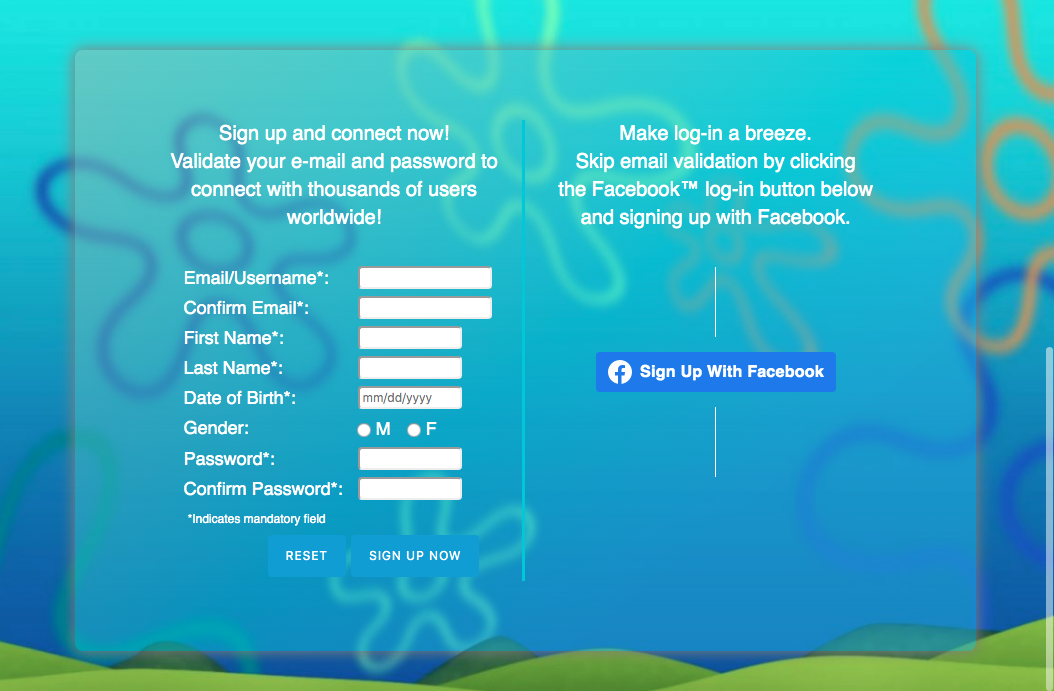 Sign up and connect now!
Validate your e-mail and password to
connect with thousands of users
worldwide!
Email/Username*:
Confirm Email*:
First Name*:
Last Name*:
Date of Birth*: mm/dd/yyyy
Gender: M F
Password*:
Confirm Password*:
*Indicates mandatory field
RESET SIGN UP NOW
Make log-in a breeze.
Skip email validation by clicking
the Facebook™ log-in button below
and signing up with Facebook.
Sign Up With Facebook